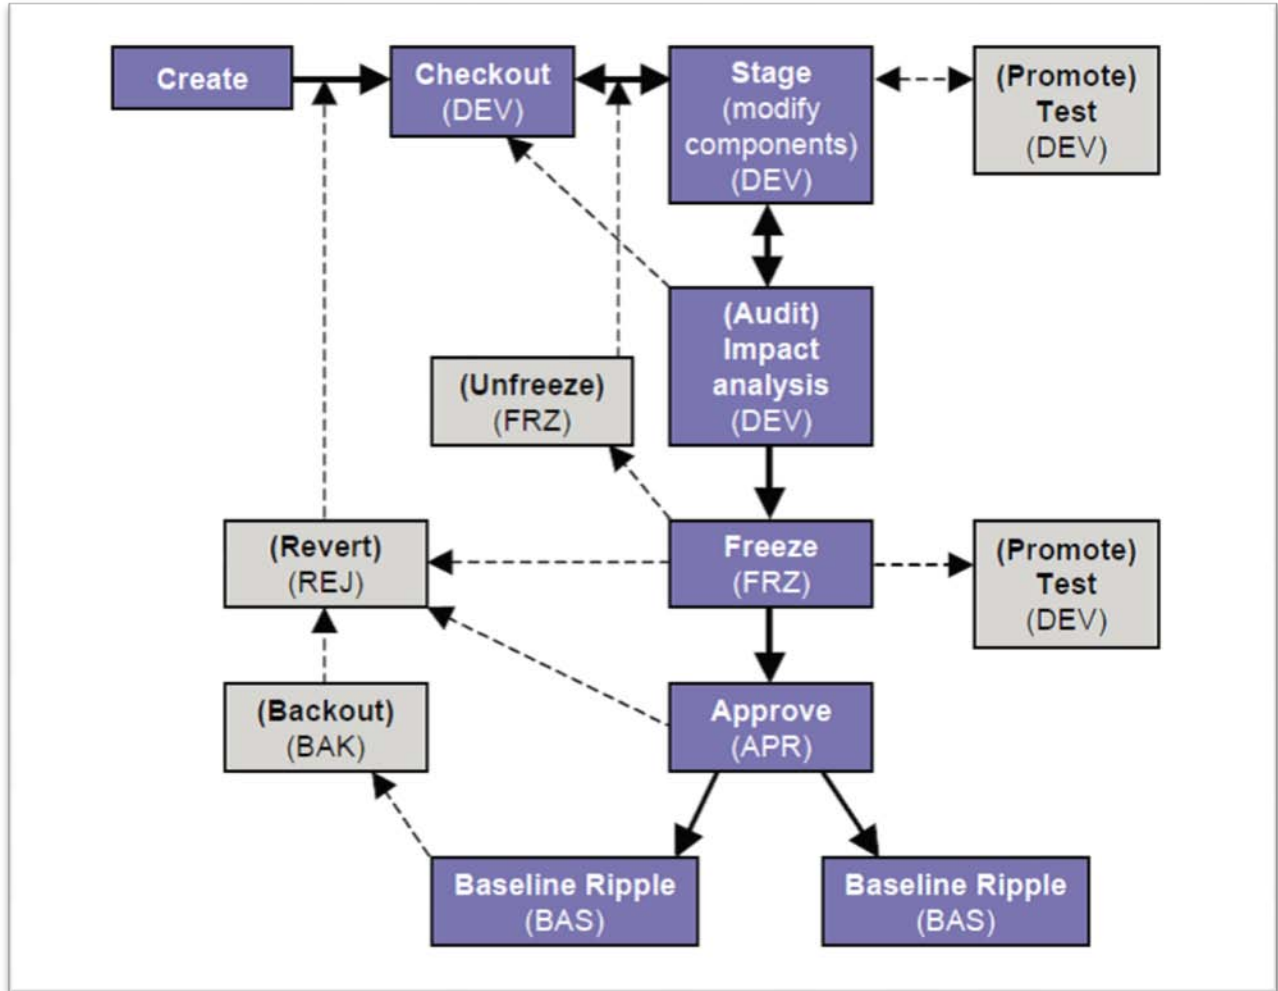 Create
Checkout
(DEV)
Stage
(modify
components)
(DEV)
(Promote)
Test
(DEV)
(Audit)
Impact
analysis
(DEV)
(Unfreeze)
(FRZ)
(Revert)
(REJ)
Freeze
(FRZ)
(Promote)
Test
(DEV)
(Backout)
(BAK)
Approve
(APR)
Baseline Ripple
(BAS)
Baseline Ripple
(BAS)